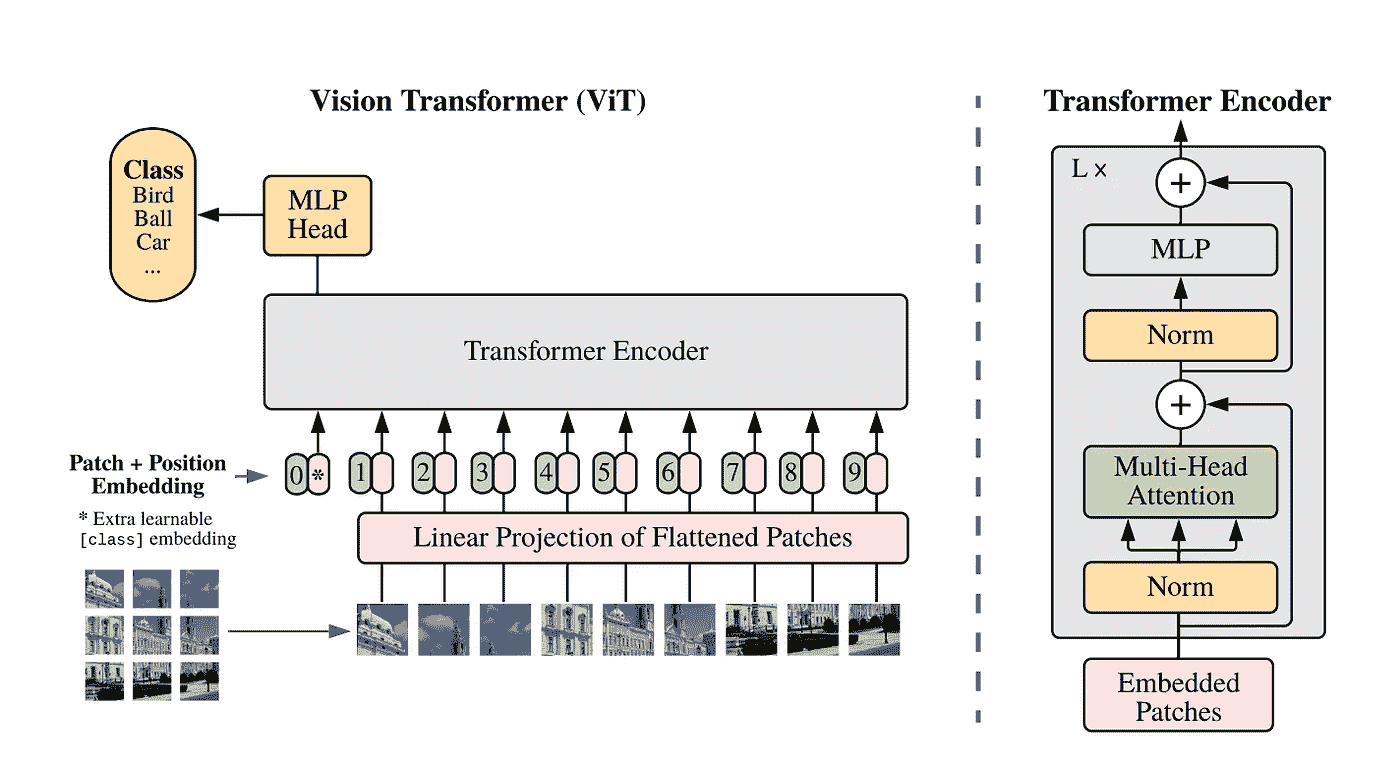 Vision Transformer (ViT)
Class
Bird
Ball
Car
...
MLP
Head
Transformer Encoder
Patch + Position
Embedding
0 * 1 2 3 4 5 6 7 8 9
* Extra learnable
[class] embedding
Linear Projection of Flattened Patches
Transformer Encoder
L ×
+
MLP
Norm
+
Multi-Head
Attention
Norm
Embedded
Patches